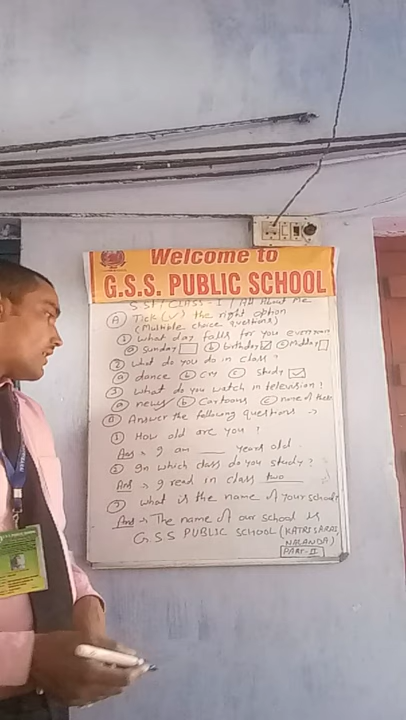 Welcome to
G.S.S. PUBLIC SCHOOL
SST / CLASS - I / All About Me
(A) Tick (✓) the right option
(Multiple choice questions)
① What day falls for you everyyear
(a) Sunday ☐ (b) birthday ☑ (c) Midday ☐
② What do you do in class?
(a) dance (b) cry (c) study ☑
③ What do you watch in television?
(a) news (b) Cartoons (c) none of these
(B) Answer the following questions :->
① How old are you?
Ans :- I am ____ years old.
② In which class do you study?
Ans :- I read in class two
③ What is the name of your school?
Ans :- The name of our school is
G.S.S PUBLIC SCHOOL (KATRISARAI,
NALANDA)
PART-II